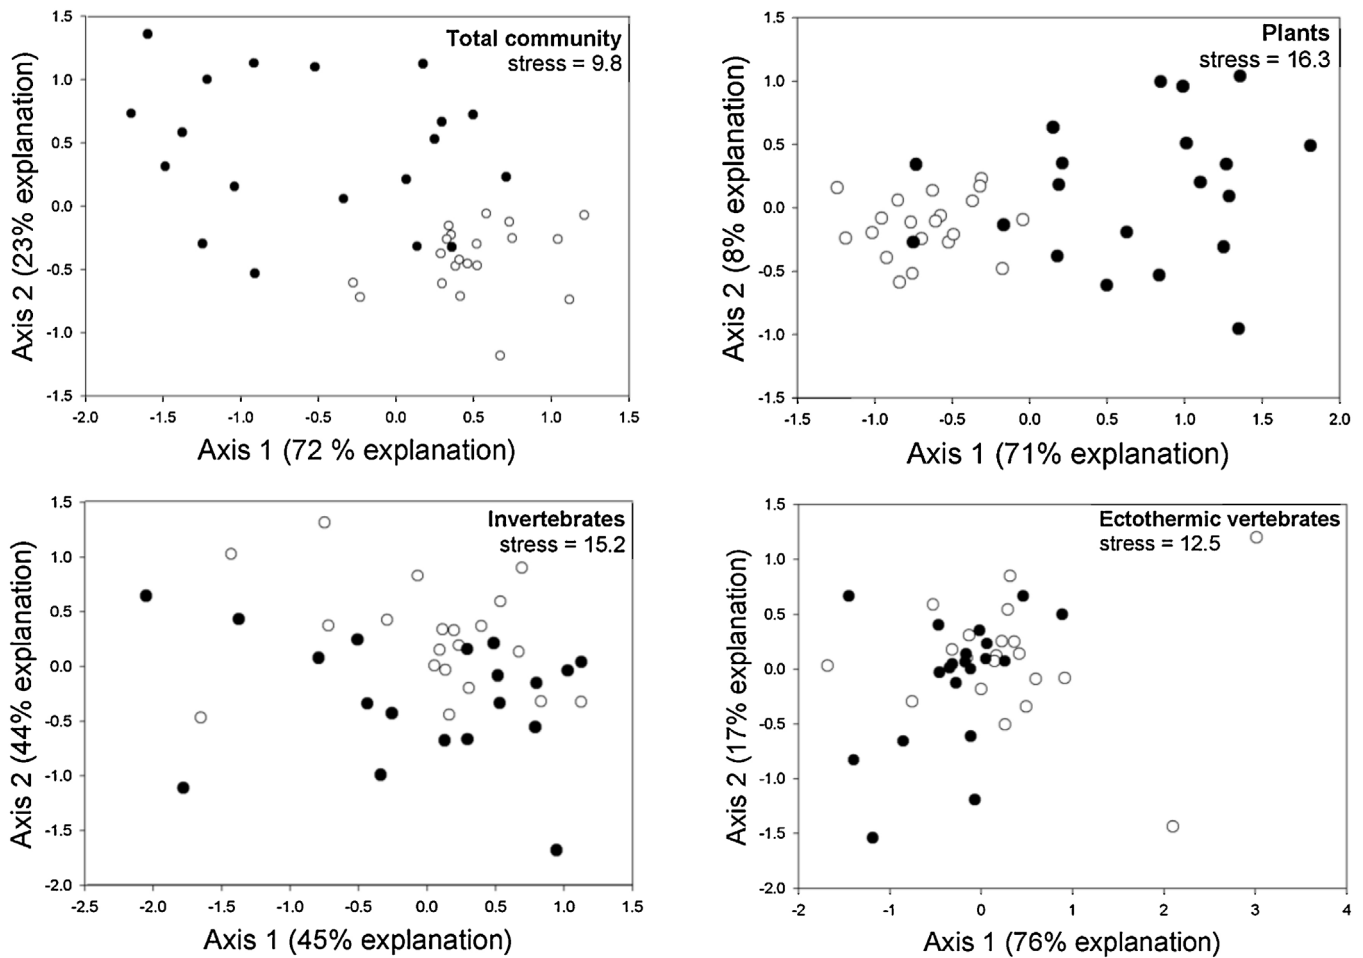 Total community
stress = 9.8
1.5
1.0
0.5
0.0
-0.5
-1.0
-1.5
-2.0 -1.5 -1.0 -0.5 0.0 0.5 1.0 1.5
Axis 2 (23% explanation)
Axis 1 (72 % explanation)
Plants
stress = 16.3
1.5
1.0
0.5
0.0
-0.5
-1.0
-1.5
-1.5 -1.0 -0.5 0.0 0.5 1.0 1.5 2.0
Axis 2 (8% explanation)
Axis 1 (71% explanation)
Invertebrates
stress = 15.2
1.5
1.0
0.5
0.0
-0.5
-1.0
-1.5
-2.0
-2.5 -2.0 -1.5 -1.0 -0.5 0.0 0.5 1.0 1.5
Axis 2 (44% explanation)
Axis 1 (45% explanation)
Ectothermic vertebrates
stress = 12.5
1.5
1.0
0.5
0.0
-0.5
-1.0
-1.5
-2.0
-2 -1 0 1 2 3 4
Axis 2 (17% explanation)
Axis 1 (76% explanation)